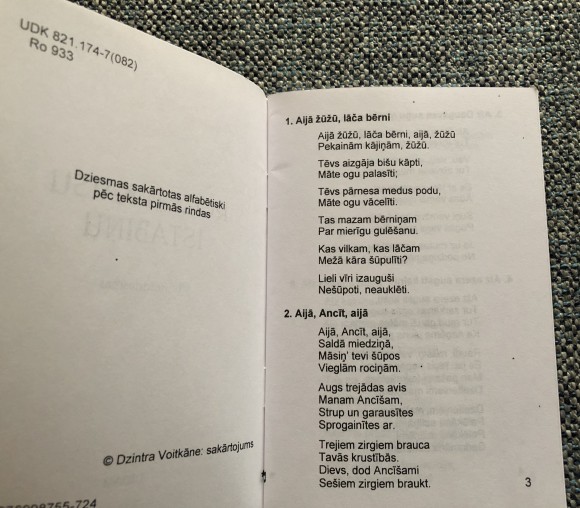 UDK 821.174-7(082)
Ro 933
Dziesmas sakārtotas alfabētiski
pēc teksta pirmās rindas
© Dzintra Voitkāne: sakārtojums
1. Aijā žūžū, lāča bērni
Aijā žūžū, lāča bērni, aijā, žūžū
Pekainām kājiņām, žūžū.
Tēvs aizgāja bišu kāpti,
Māte ogu palasīti;
Tēvs pārnesa medus podu,
Māte ogu vācelīti.
Tas mazam bērniņam
Par mierīgu gulēšanu.
Kas vilkam, kas lāčam
Mežā kāra šūpulīti?
Lieli vīri izauguši
Nešūpoti, neauklēti.
2. Aijā, Ancīt, aijā
Aijā, Ancīt, aijā,
Saldā miedziņā,
Māsiņ' tevi šūpos
Vieglām rociņām.
Augs trejādas avis
Manam Ancīšam,
Strup un garausītes
Sprogainītes ar.
Trejiem zirgiem brauca
Tavās krustībās.
Dievs, dod Ancīšami
Sešiem zirgiem braukt.
3